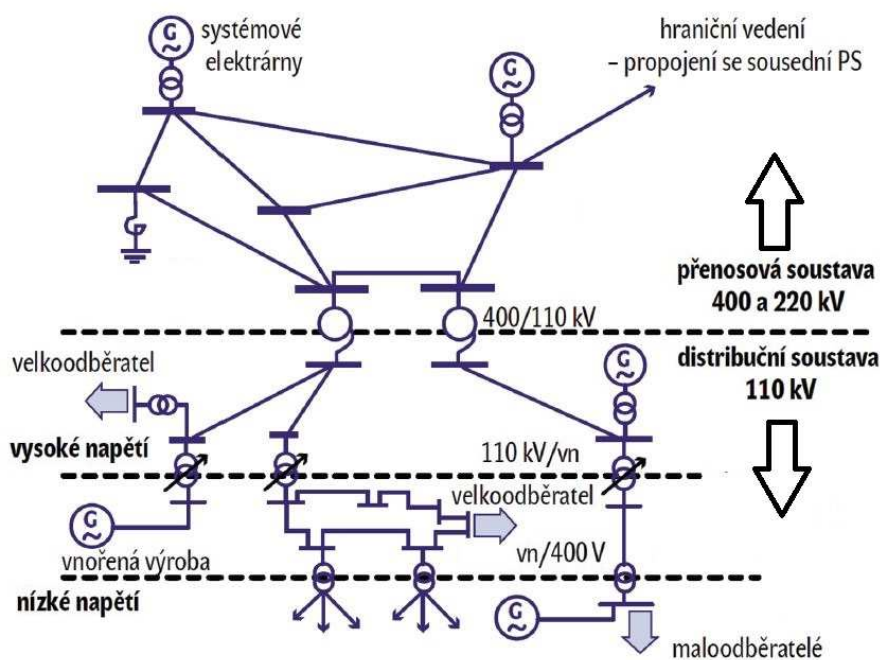 systémové
elektrárny
hraniční vedení
– propojení se sousední PS
G
~
G
~
přenosová soustava
400 a 220 kV
400/110 kV
distribuční soustava
110 kV
velkoodběratel
G
~
vysoké napětí
110 kV/vn
velkoodběratel
G
~
vnořená výroba
vn/400 V
nízké napětí
G
~
maloodběratelé